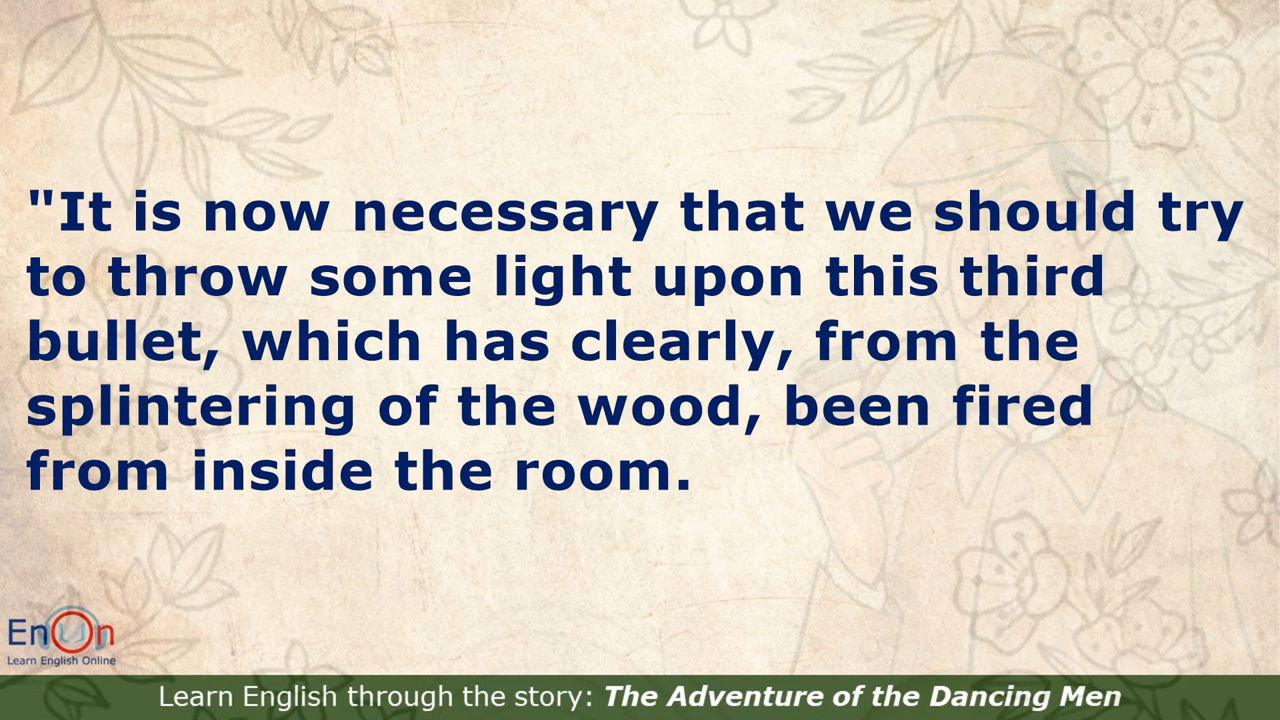 "It is now necessary that we should try
to throw some light upon this third
bullet, which has clearly, from the
splintering of the wood, been fired
from inside the room.
EnOn
Learn English Online
Learn English through the story: The Adventure of the Dancing Men